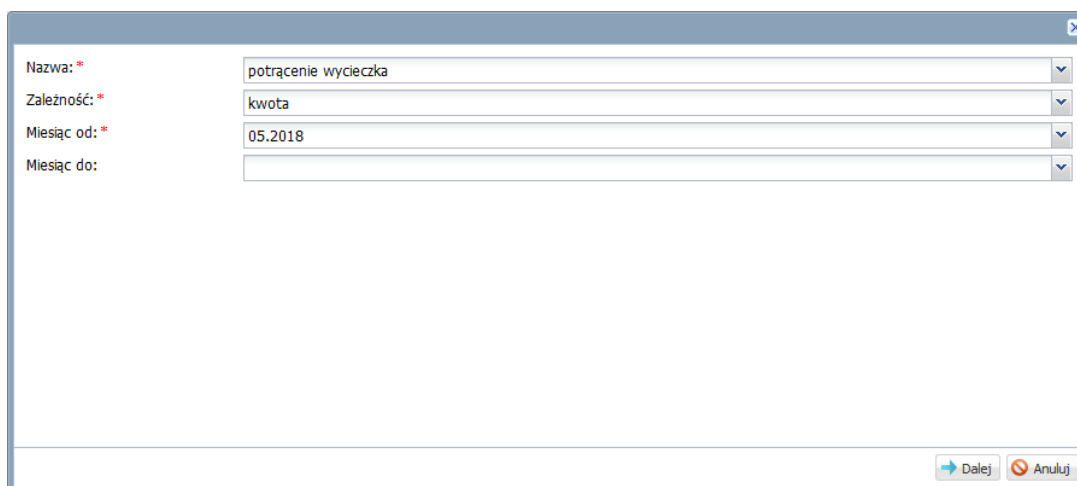 Nazwa: * potrącenie wycieczka
Zależność: * kwota
Miesiąc od: * 05.2018
Miesiąc do:
Dalej Anuluj